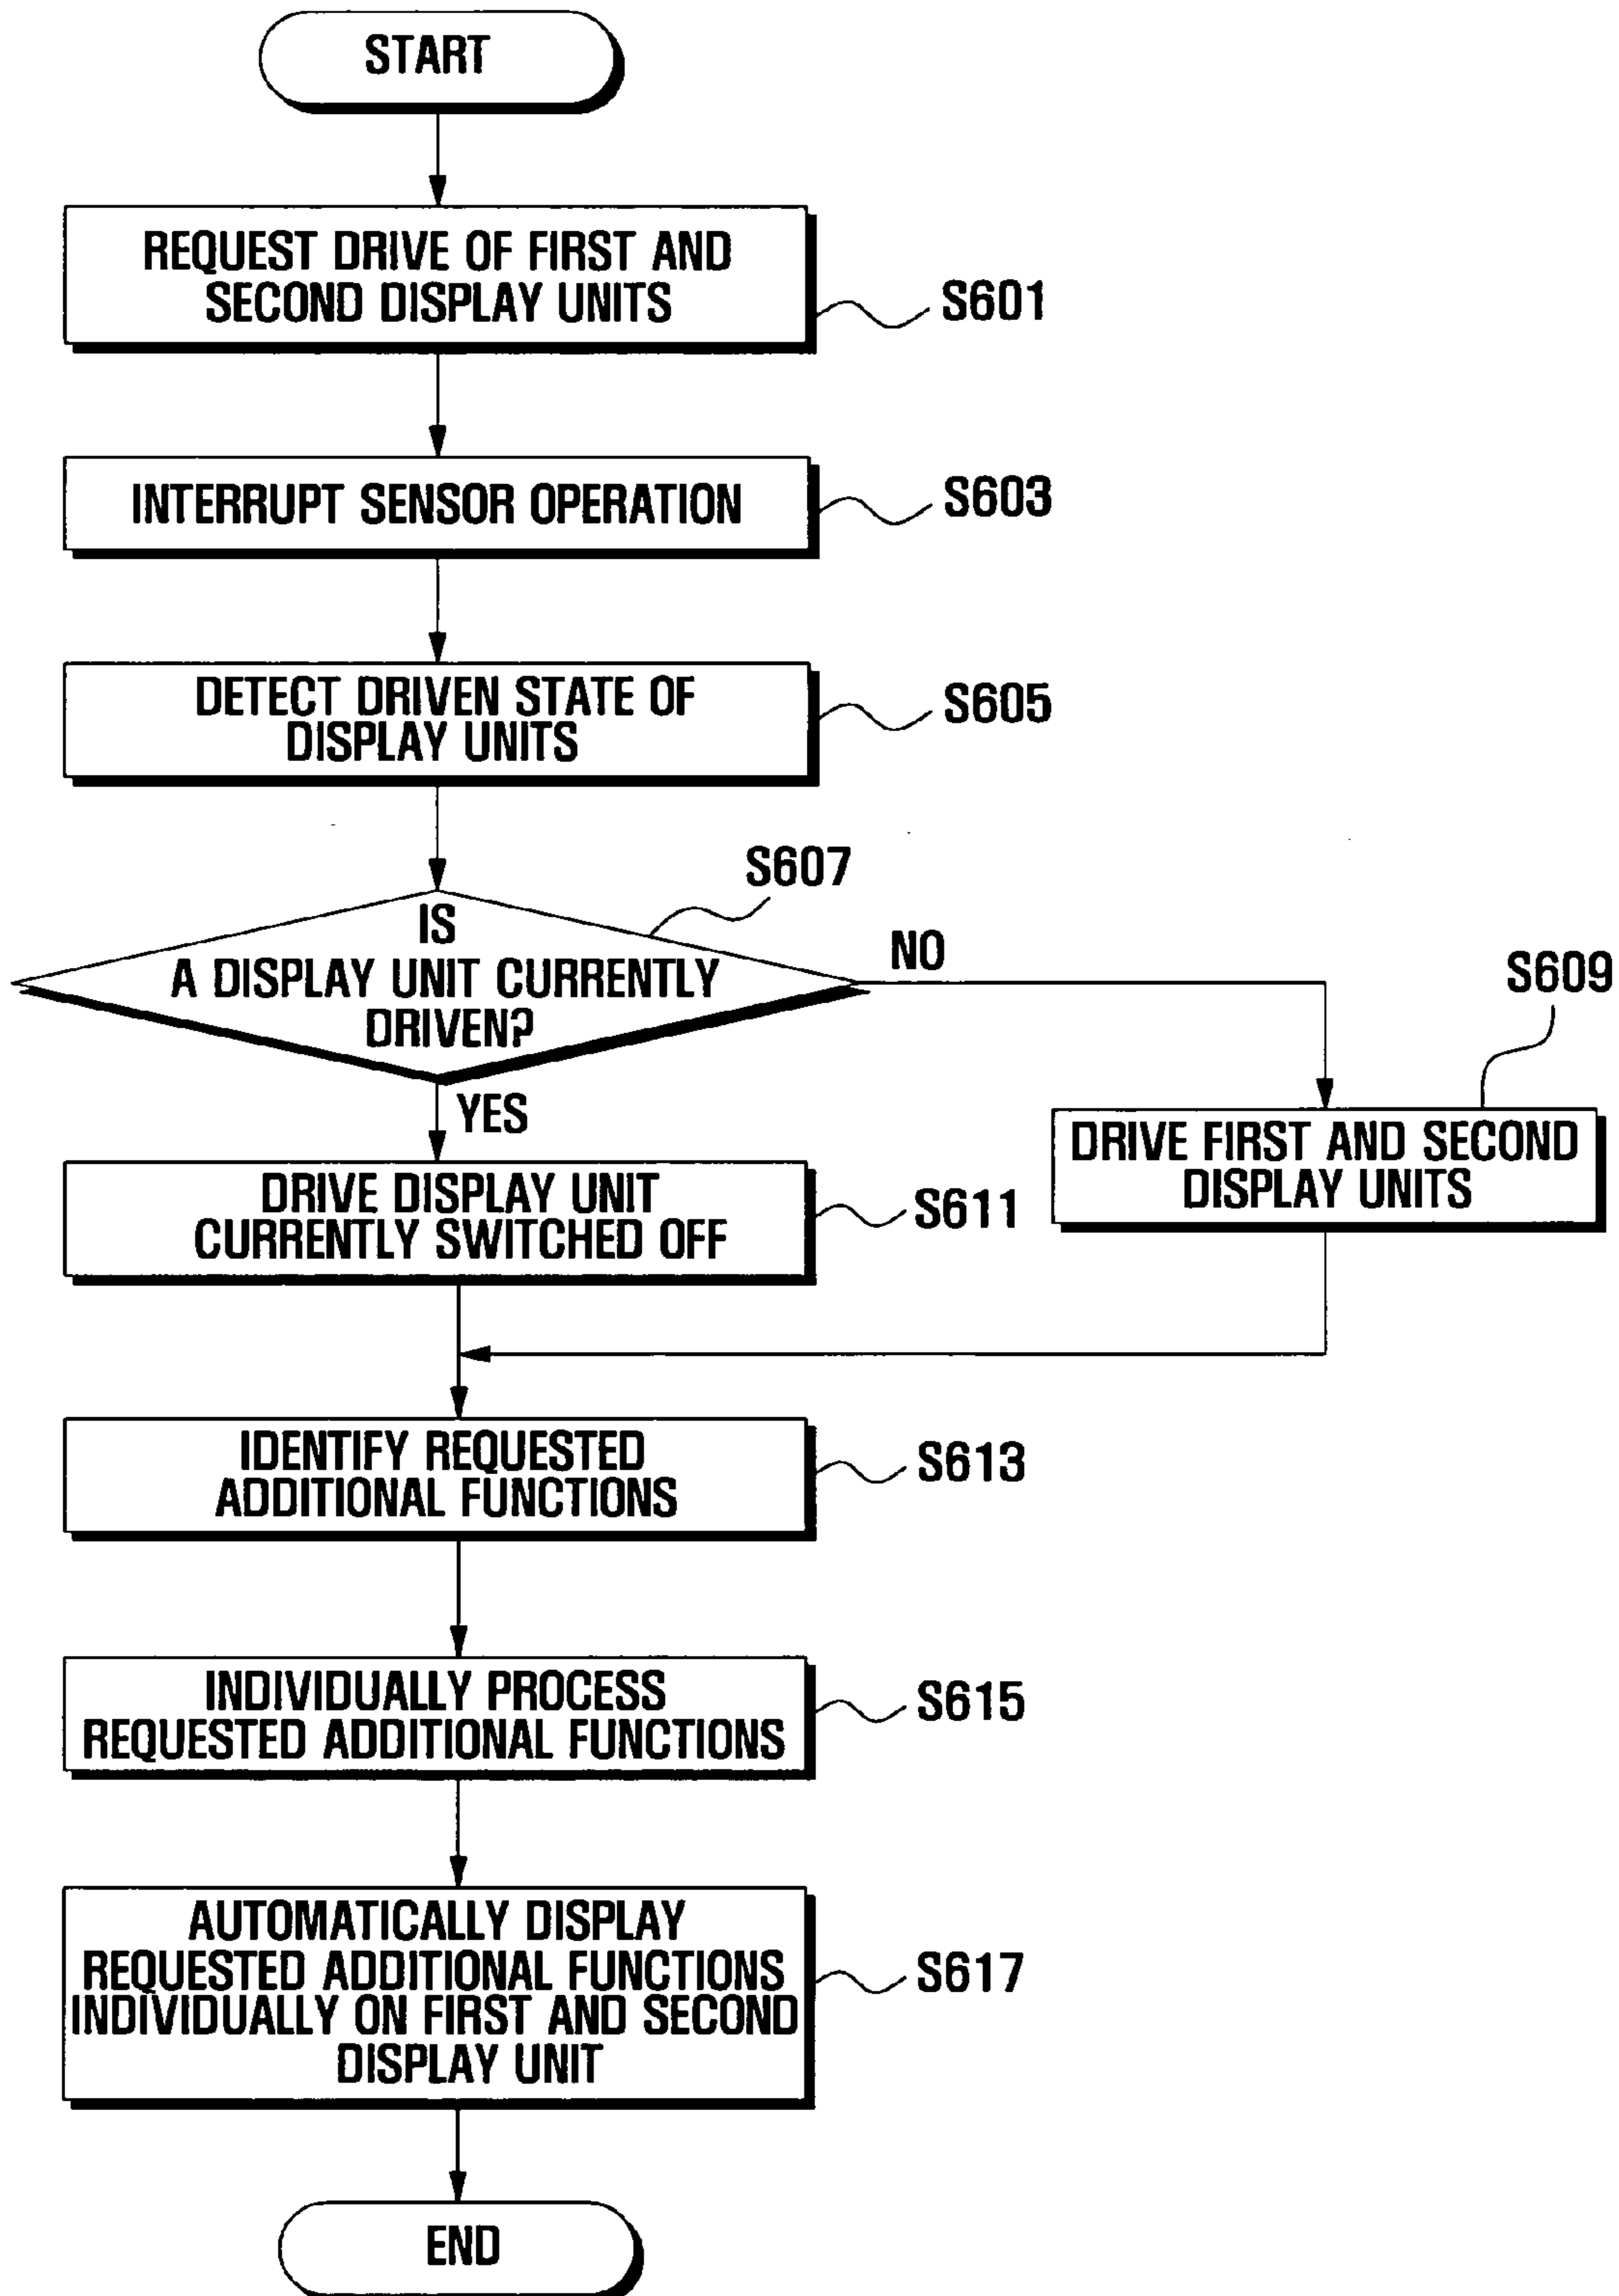 START
REQUEST DRIVE OF FIRST AND
SECOND DISPLAY UNITS
S601
INTERRUPT SENSOR OPERATION
S603
DETECT DRIVEN STATE OF
DISPLAY UNITS
S605
S607
IS
A DISPLAY UNIT CURRENTLY
DRIVEN?
NO
S609
YES
DRIVE FIRST AND SECOND
DISPLAY UNITS
DRIVE DISPLAY UNIT
CURRENTLY SWITCHED OFF
S611
IDENTIFY REQUESTED
ADDITIONAL FUNCTIONS
S613
INDIVIDUALLY PROCESS
REQUESTED ADDITIONAL FUNCTIONS
S615
AUTOMATICALLY DISPLAY
REQUESTED ADDITIONAL FUNCTIONS
INDIVIDUALLY ON FIRST AND SECOND
DISPLAY UNIT
S617
END